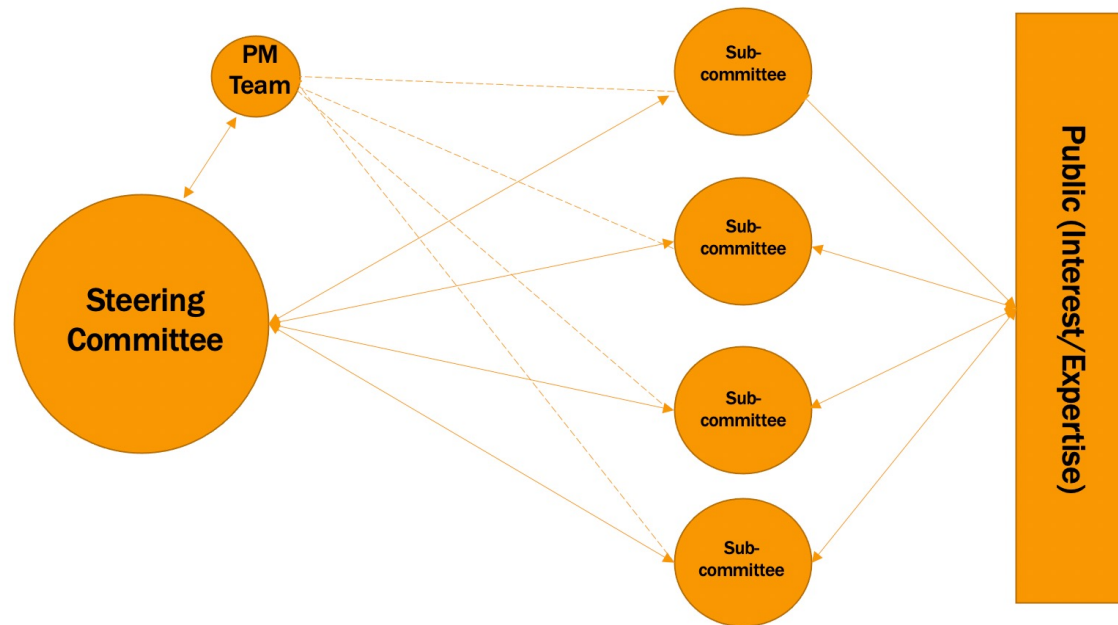 PM
Team
Steering
Committee
Sub-
committee
Sub-
committee
Sub-
committee
Sub-
committee
Public (Interest/Expertise)